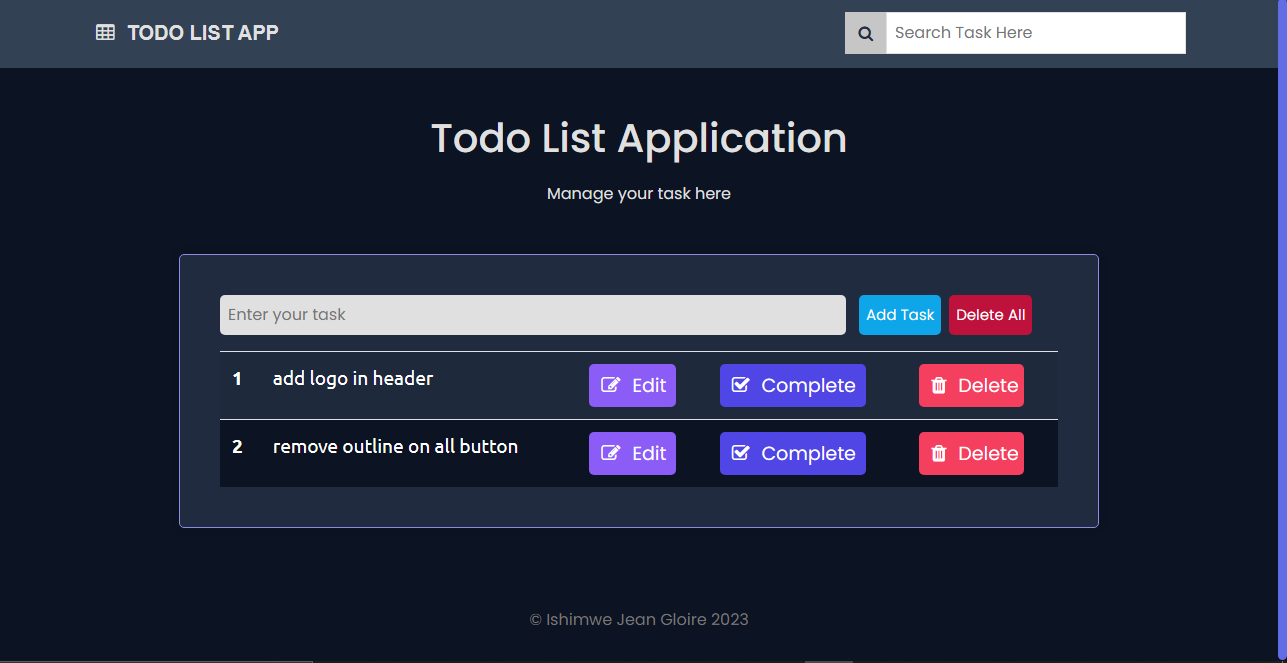 TODO LIST APP
Search Task Here
Todo List Application
Manage your task here
Enter your task
Add Task
Delete All
1 add logo in header Edit Complete Delete
2 remove outline on all button Edit Complete Delete
© Ishimwe Jean Gloire 2023